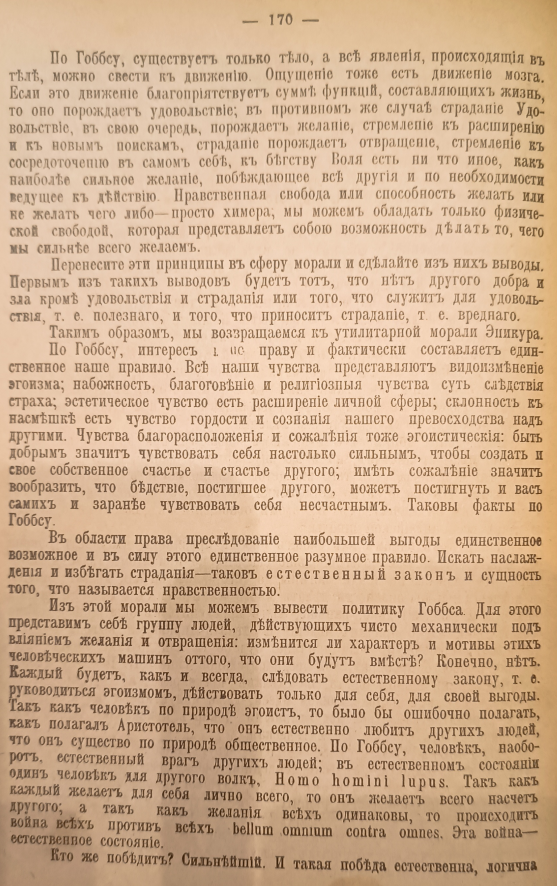 — 170 —
По Гоббсу, существуетъ только тѣло, а всѣ явленія, происходящія въ
тѣлѣ, можно свести къ движенію. Ощущеніе тоже есть движеніе мозга.
Если это движеніе благопріятствуетъ суммѣ функцій, составляющихъ жизнь,
то оно порождаетъ удовольствіе; въ противномъ же случаѣ страданіе Удо-
вольствіе, въ свою очередь, порождаетъ желаніе, стремленіе къ расширенію
и къ новымъ поискамъ, страданіе порождаетъ отвращеніе, стремленіе къ
сосредоточенію въ самомъ себѣ, къ бѣгству Воля есть ни что иное, какъ
наиболѣе сильное желаніе, побѣждающее всѣ другія и по необходимости
ведущее къ дѣйствію. Нравственная свобода или способность желать или
не желать чего либо—просто химера; мы можемъ обладать только физиче-
ской свободой, которая представляетъ собою возможность дѣлать то, чего
мы сильнѣе всего желаемъ.
Перенесите эти принципы въ сферу морали и сдѣлайте изъ нихъ выводы.
Первымъ изъ такихъ выводовъ будетъ тотъ, что нѣтъ другого добра и
зла кромѣ удовольствія и страданія или того, что служитъ для удоволь-
ствія, т. е. полезнаго, и того, что приноситъ страданіе, т. е. вреднаго.
Такимъ образомъ, мы возвращаемся къ утилитарной морали Эпикура.
По Гоббсу, интересъ по праву и фактически составляетъ един-
ственное наше правило. Всѣ наши чувства представляютъ видоизмѣненіе
эгоизма; набожность, благоговѣніе и религіозныя чувства суть слѣдствія
страха; эстетическое чувство есть расширеніе личной сферы; склонность къ
насмѣшкѣ есть чувство гордости и сознанія нашего превосходства надъ
другими. Чувства благорасположенія и сожалѣнія тоже эгоистическія: быть
добрымъ значитъ чувствовать себя настолько сильнымъ, чтобы создать и
свое собственное счастье и счастье другого; имѣть сожалѣніе значитъ
вообразить, что бѣдствіе, постигшее другого, можетъ постигнуть и васъ
самихъ и заранѣе чувствовать себя несчастнымъ. Таковы факты по
Гоббсу.
Въ области права преслѣдованіе наибольшей выгоды единственное
возможное и въ силу этого единственное разумное правило. Искать наслаж-
денія и избѣгать страданія—таковъ естественный законъ и сущность
того, что называется нравственностью.
Изъ этой морали мы можемъ вывести политику Гоббса. Для этого
представимъ себѣ группу людей, дѣйствующихъ чисто механически подъ
вліяніемъ желанія и отвращенія: измѣнится ли характеръ и мотивы этихъ
человѣческихъ машинъ оттого, что они будутъ вмѣстѣ? Конечно, нѣтъ.
Каждый будетъ, какъ и всегда, слѣдовать естественному закону, т. е.
руководиться эгоизмомъ, дѣйствовать только для себя, для своей выгоды.
Такъ какъ человѣкъ по природѣ эгоистъ, то было бы ошибочно полагать,
какъ полагалъ Аристотель, что онъ естественно любитъ другихъ людей,
что онъ существо по природѣ общественное. По Гоббсу, человѣкъ, наобо-
ротъ, естественный врагъ другихъ людей; въ естественномъ состояніи
одинъ человѣкъ для другого волкъ, Homo homini lupus. Такъ какъ
каждый желаетъ для себя лично всего, то онъ желаетъ всего насчетъ
другого; а такъ какъ желанія всѣхъ одинаковы, то происходитъ
война всѣхъ противъ всѣхъ bellum omnium contra omnes. Эта война—
естественное состояніе.
Кто же побѣдитъ? Сильнѣйшій. И такая побѣда естественна, логична